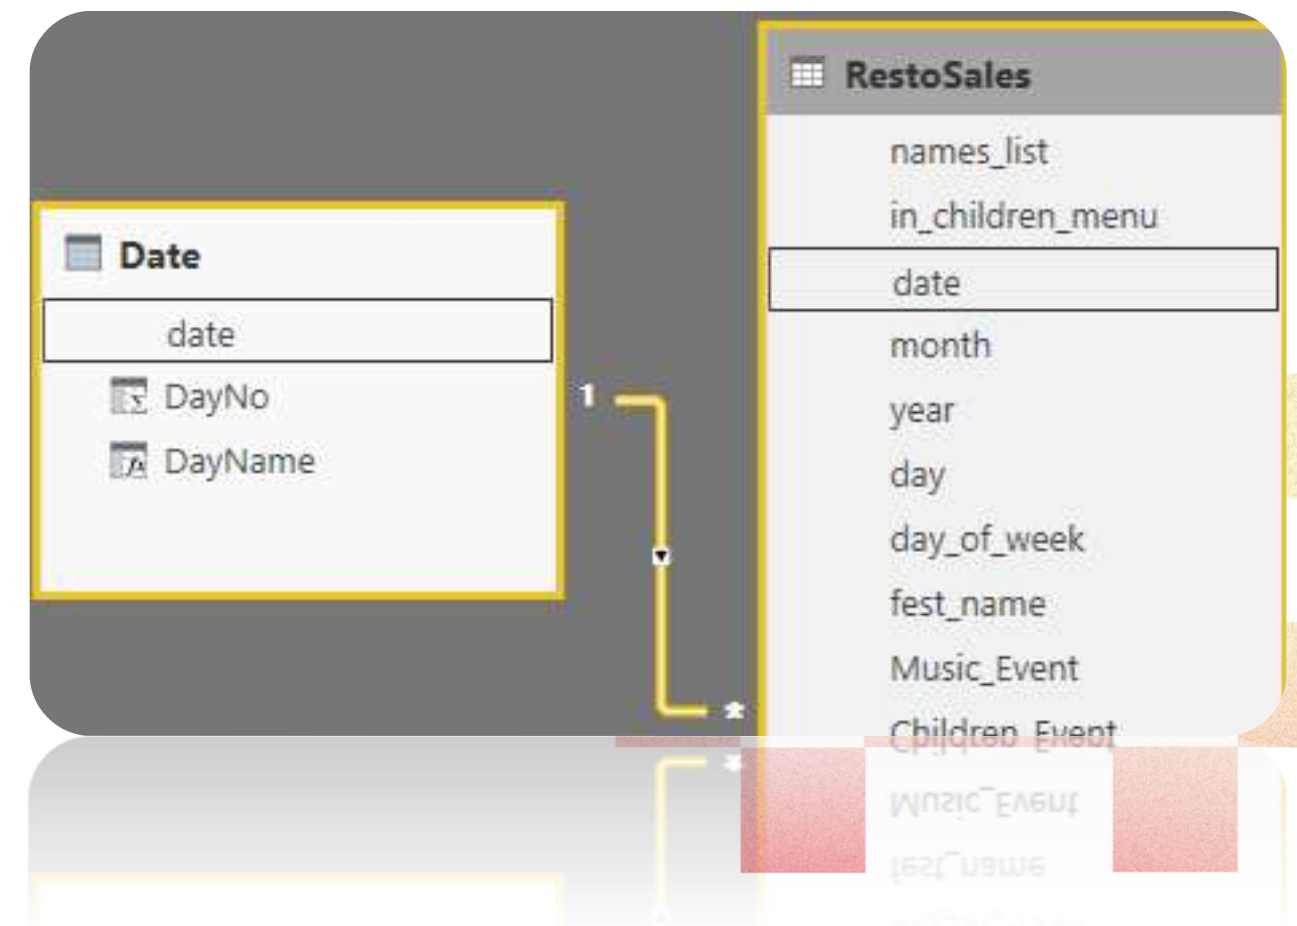 Date
date
DayNo
DayName
1
*
RestoSales
names_list
in_children_menu
date
month
year
day
day_of_week
fest_name
Music_Event
Children_Event